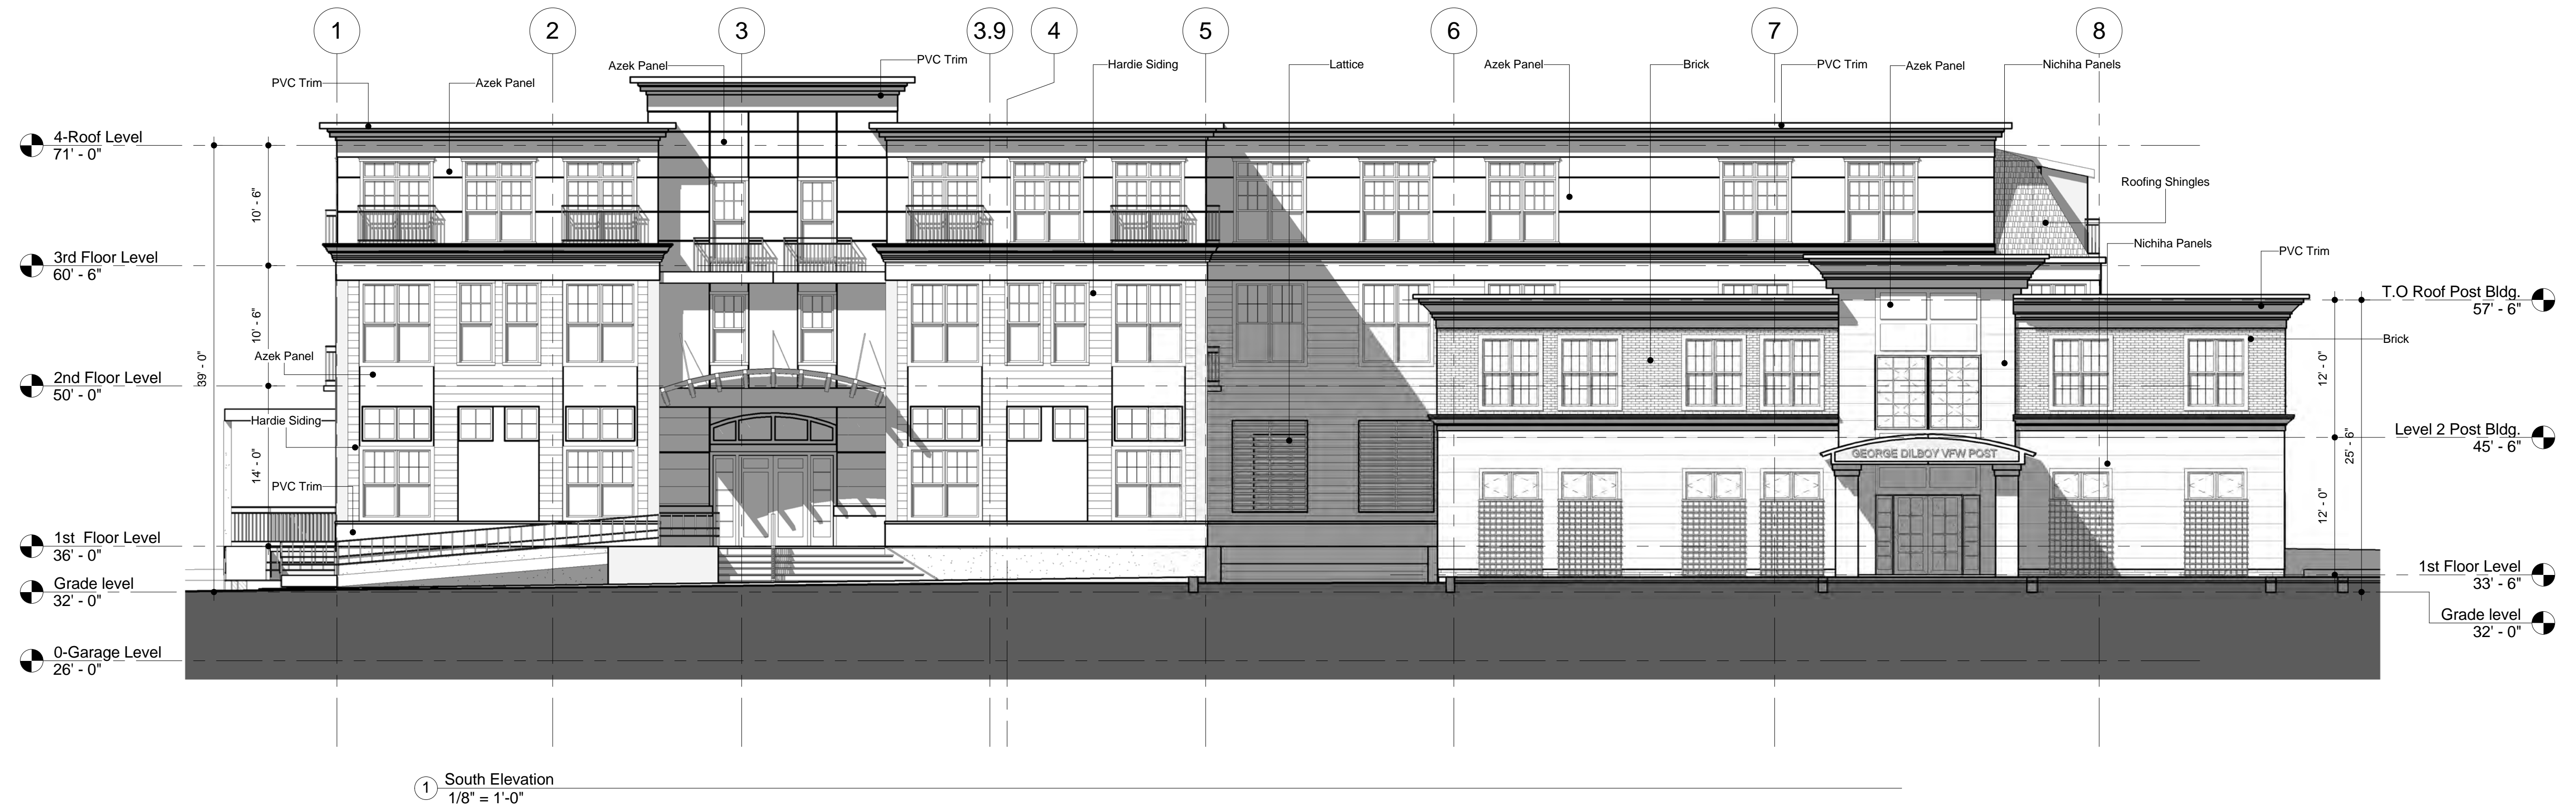 1
2
3
3.9
4
5
6
7
8
PVC Trim
Azek Panel
Azek Panel
PVC Trim
Hardie Siding
Lattice
Azek Panel
Brick
PVC Trim
Azek Panel
Nichiha Panels
4-Roof Level
71' - 0"
10' - 6"
Roofing Shingles
Nichiha Panels
PVC Trim
3rd Floor Level
60' - 6"
10' - 6"
T.O Roof Post Bldg.
57' - 6"
Brick
Azek Panel
39' - 0"
12' - 0"
2nd Floor Level
50' - 0"
Hardie Siding
Level 2 Post Bldg.
45' - 6"
25' - 6"
GEORGE DILBOY VFW POST
14' - 0"
PVC Trim
12' - 0"
1st Floor Level
36' - 0"
1st Floor Level
33' - 6"
Grade level
32' - 0"
Grade level
32' - 0"
0-Garage Level
26' - 0"
1
South Elevation
1/8" = 1'-0"